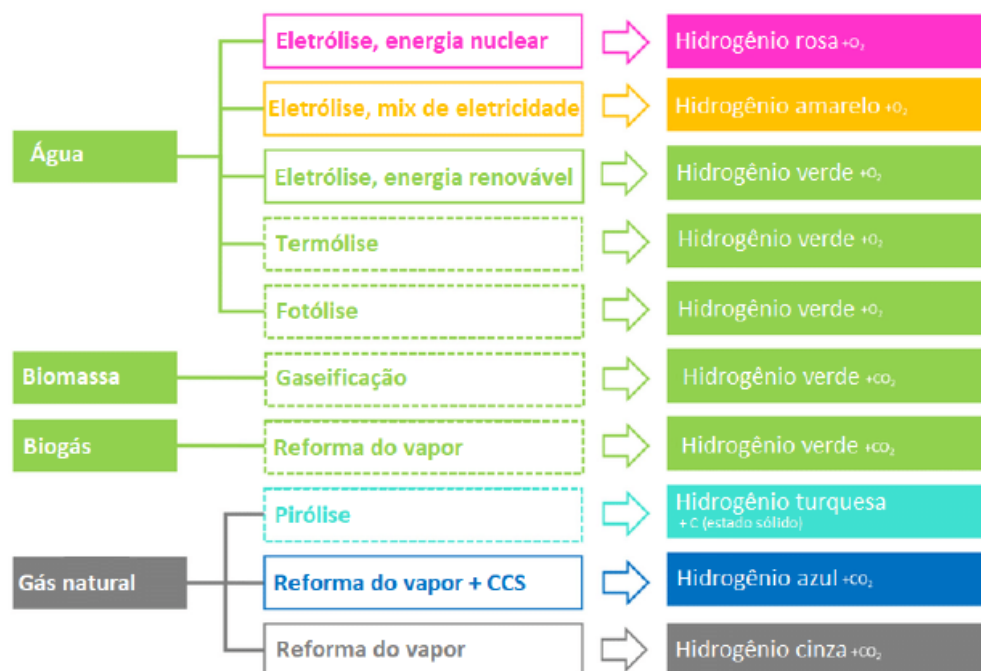 Eletrólise, energia nuclear
Hidrogênio rosa +O₂
Eletrólise, mix de eletricidade
Hidrogênio amarelo +O₂
Água
Eletrólise, energia renovável
Hidrogênio verde +O₂
Termólise
Hidrogênio verde +O₂
Fotólise
Hidrogênio verde +O₂
Biomassa
Gaseificação
Hidrogênio verde +CO₂
Biogás
Reforma do vapor
Hidrogênio verde +CO₂
Pirólise
Hidrogênio turquesa
+ C (estado sólido)
Gás natural
Reforma do vapor + CCS
Hidrogênio azul +CO₂
Reforma do vapor
Hidrogênio cinza +CO₂